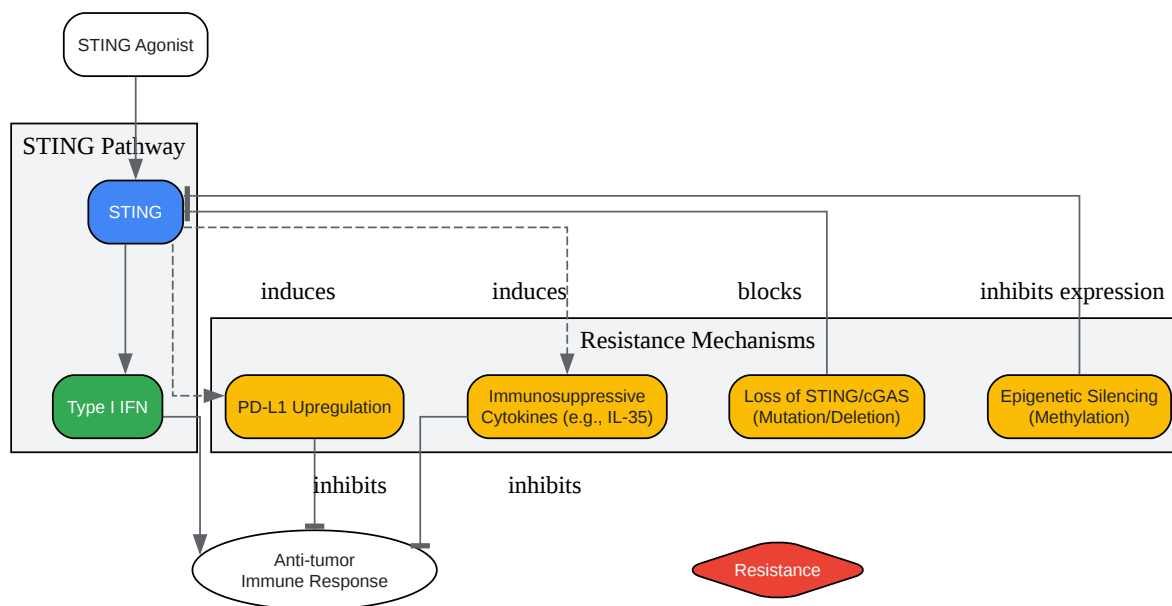 STING Agonist
STING Pathway
STING
induces
induces
blocks
inhibits expression
Resistance Mechanisms
Type I IFN
PD-L1 Upregulation
Immunosuppressive
Cytokines (e.g., IL-35)
Loss of STING/cGAS
(Mutation/Deletion)
Epigenetic Silencing
(Methylation)
inhibits
inhibits
Anti-tumor
Immune Response
Resistance